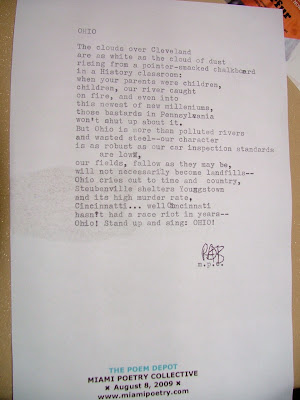 OHIO
The clouds over Cleveland
are as white as the cloud of dust
rising from a pointer-smacked chalkboard
in a History classroom:
when your parents were children,
children, our river caught
on fire, and even into
this newest of new milleniums,
those bastards in Pennylvania
won't shut up about it.
But Ohio is more than polluted rivers
and wasted steel--our character
is as robust as our car inspection standards
are low,
our fields, fallow as they may be,
will not necessarily become landfills--
Ohio cries out to time and country,
Steubenville shelters Youngstown
and its high murder rate,
Cincinnatti... well Cincinnati
hasn't had a race riot in years--
Ohio! Stand up and sing: OHIO!
m.p.c.
THE POEM DEPOT
MIAMI POETRY COLLECTIVE
× August 8, 2009 ×
www.miamipoetry.com